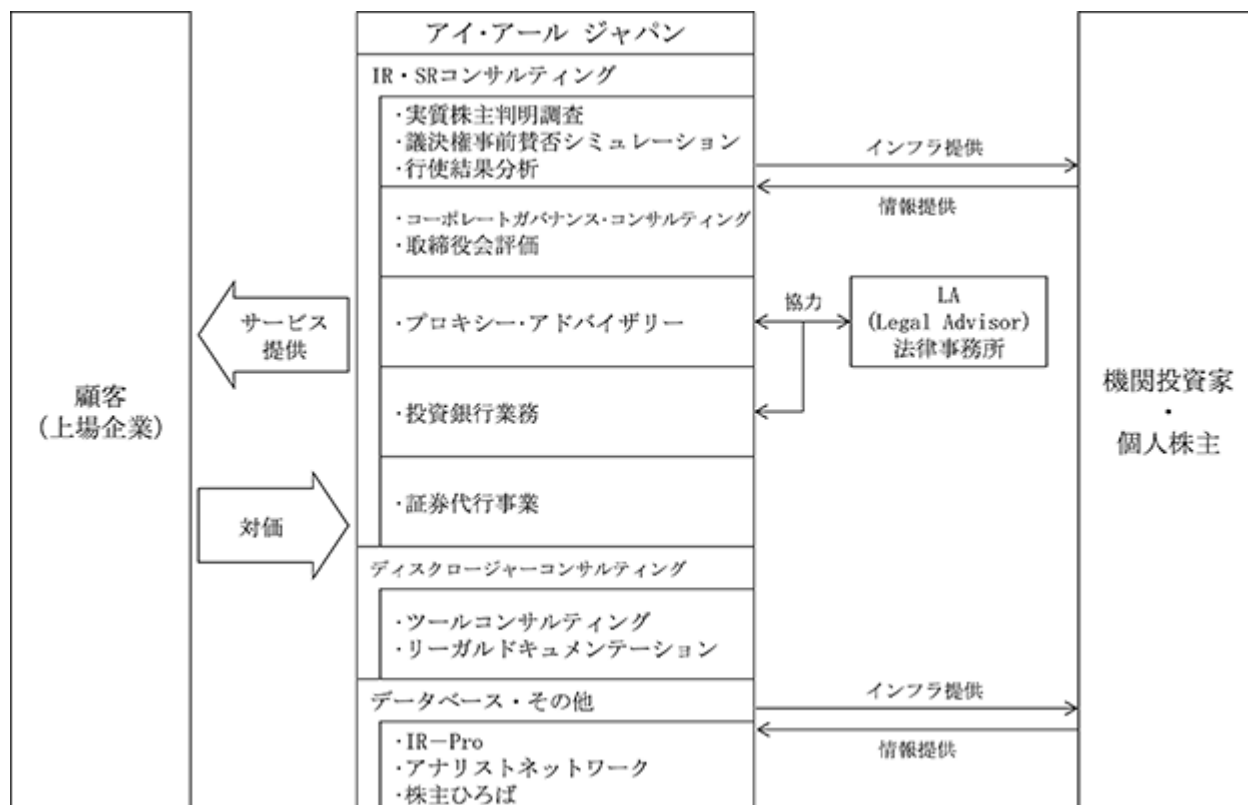 アイ・アール ジャパン
IR・SRコンサルティング
・実質株主判明調査
・議決権事前賛否シミュレーション
・行使結果分析
インフラ提供
情報提供
・コーポレートガバナンス・コンサルティング
・取締役会評価
・プロキシー・アドバイザリー
協力
LA
(Legal Advisor)
法律事務所
サービス
提供
・投資銀行業務
顧客
(上場企業)
機関投資家
・
個人株主
・証券代行事業
対価
ディスクロージャーコンサルティング
・ツールコンサルティング
・リーガルドキュメンテーション
データベース・その他
インフラ提供
情報提供
・IR－Pro
・アナリストネットワーク
・株主ひろば